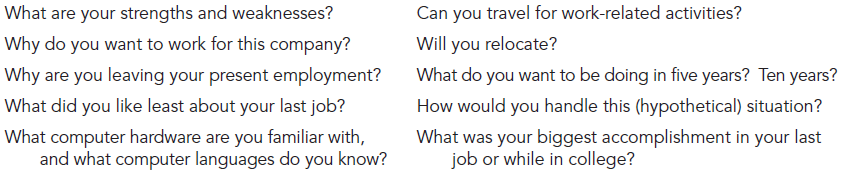 What are your strengths and weaknesses?
Why do you want to work for this company?
Why are you leaving your present employment?
What did you like least about your last job?
What computer hardware are you familiar with,
and what computer languages do you know?
Can you travel for work-related activities?
Will you relocate?
What do you want to be doing in five years? Ten years?
How would you handle this (hypothetical) situation?
What was your biggest accomplishment in your last
job or while in college?